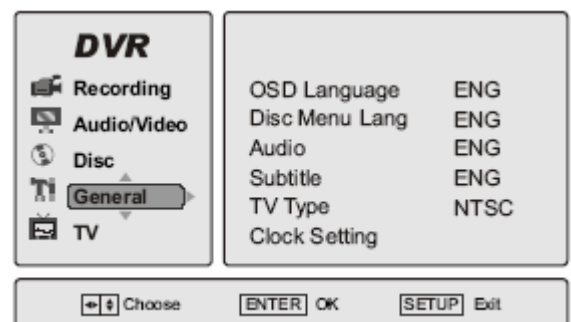 DVR
Recording
Audio/Video
Disc
General
TV
OSD Language ENG
Disc Menu Lang ENG
Audio ENG
Subtitle ENG
TV Type NTSC
Clock Setting
Choose ENTER OK SETUP Exit